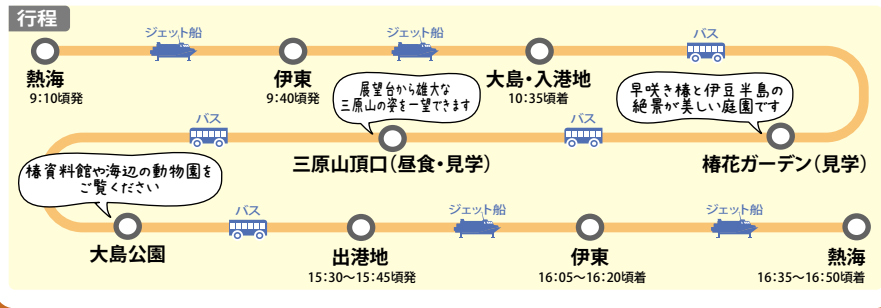 行程
ジェット船
ジェット船
バス
熱海
9:10頃発
伊東
9:40頃発
大島・入港地
10:35頃着
展望台から雄大な
三原山の姿を一望できます
早咲き椿と伊豆半島の
絶景が美しい庭園です
バス
バス
三原山頂口(昼食・見学)
椿花ガーデン(見学)
椿資料館や海辺の動物園を
ご覧ください
バス
ジェット船
ジェット船
大島公園
出港地
15:30〜15:45頃発
伊東
16:05〜16:20頃着
熱海
16:35〜16:50頃着